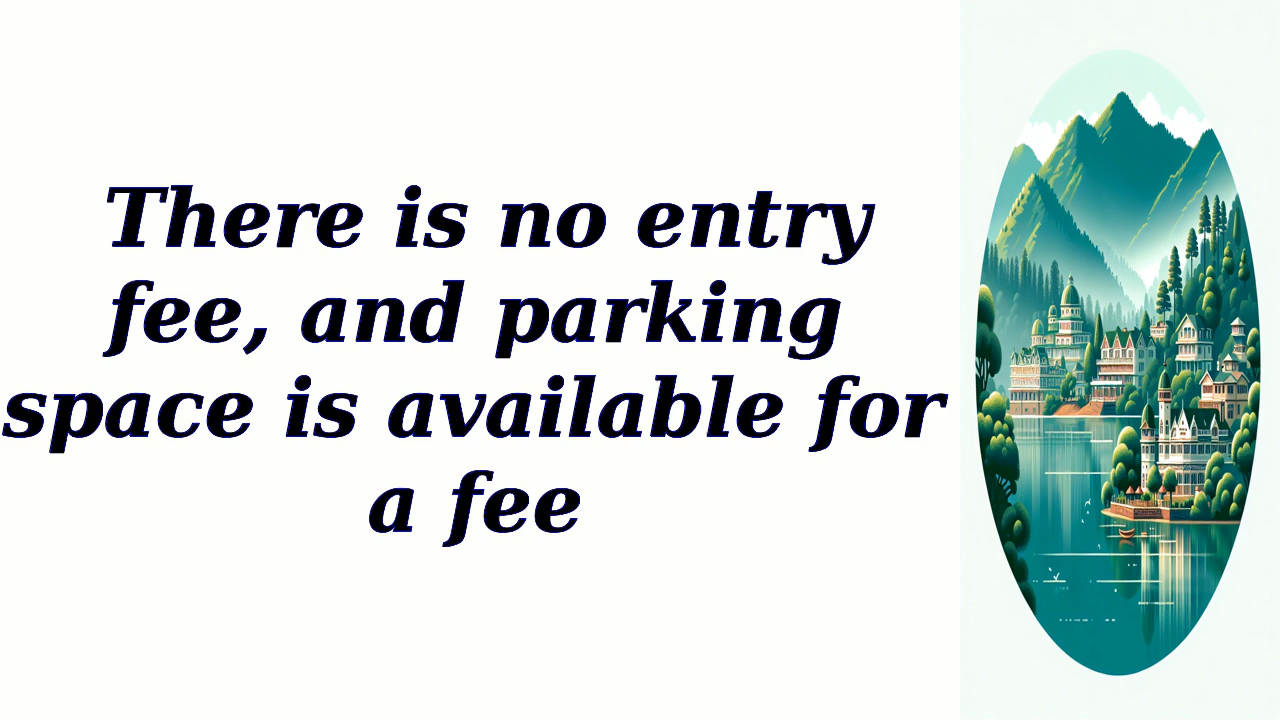 There is no entry
fee, and parking
space is available for
a fee